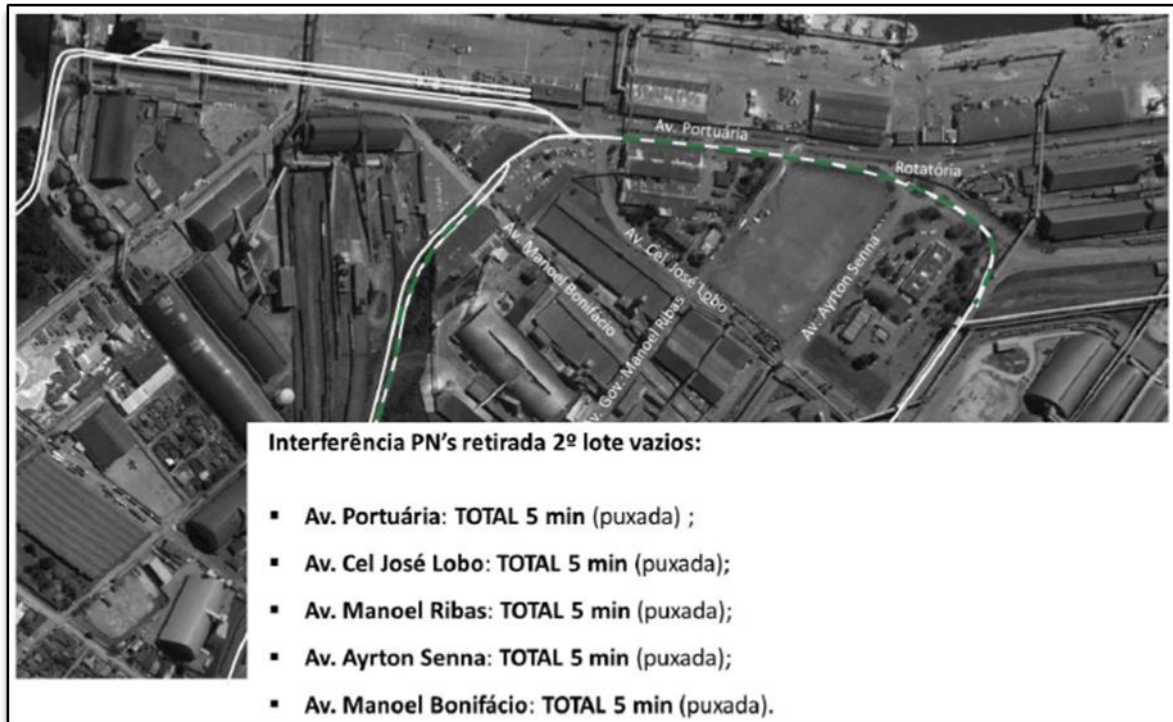 Av. Portuária
Rotatória
Av. Manoel Bonifácio
Av. Cel José Lobo
Av. Gov. Manoel Ribas
Av. Ayrton Senna
Interferência PN’s retirada 2º lote vazios:
▪ Av. Portuária: TOTAL 5 min (puxada) ;
▪ Av. Cel José Lobo: TOTAL 5 min (puxada);
▪ Av. Manoel Ribas: TOTAL 5 min (puxada);
▪ Av. Ayrton Senna: TOTAL 5 min (puxada);
▪ Av. Manoel Bonifácio: TOTAL 5 min (puxada).